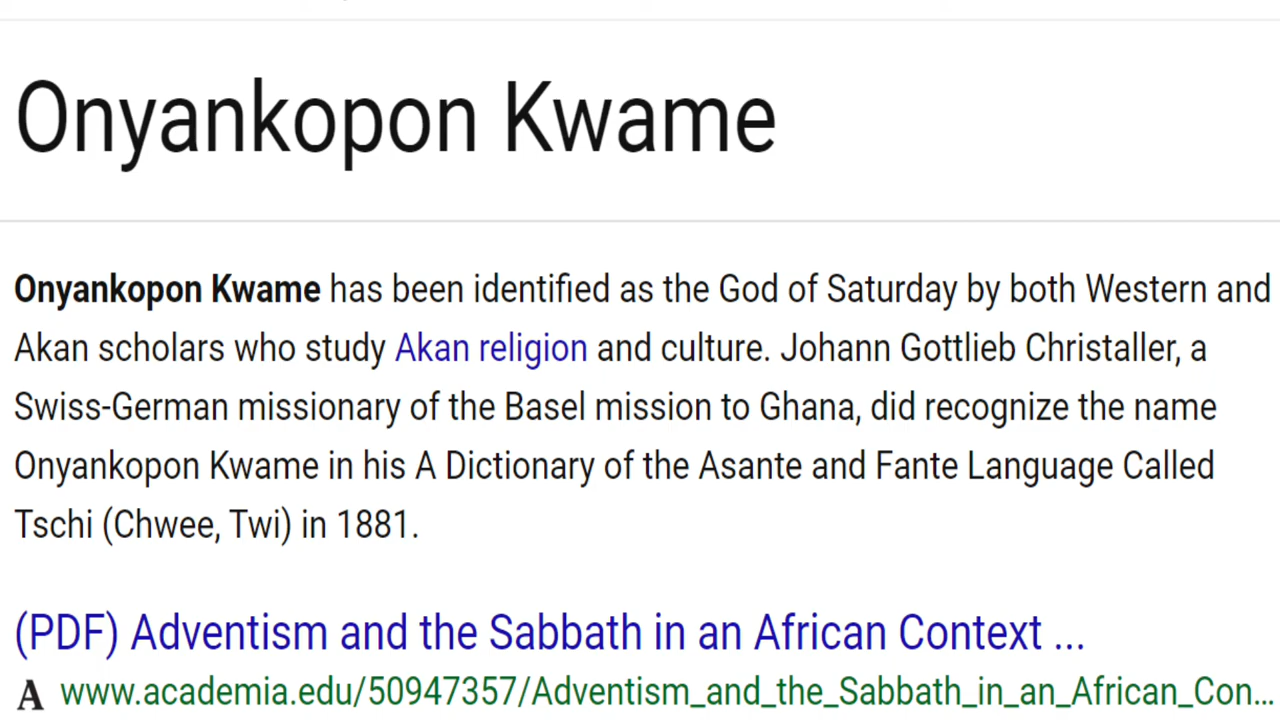 Onyankopon Kwame
Onyankopon Kwame has been identified as the God of Saturday by both Western and
Akan scholars who study Akan religion and culture. Johann Gottlieb Christaller, a
Swiss-German missionary of the Basel mission to Ghana, did recognize the name
Onyankopon Kwame in his A Dictionary of the Asante and Fante Language Called
Tschi (Chwee, Twi) in 1881.
(PDF) Adventism and the Sabbath in an African Context ...
A www.academia.edu/50947357/Adventism_and_the_Sabbath_in_an_African_Con...